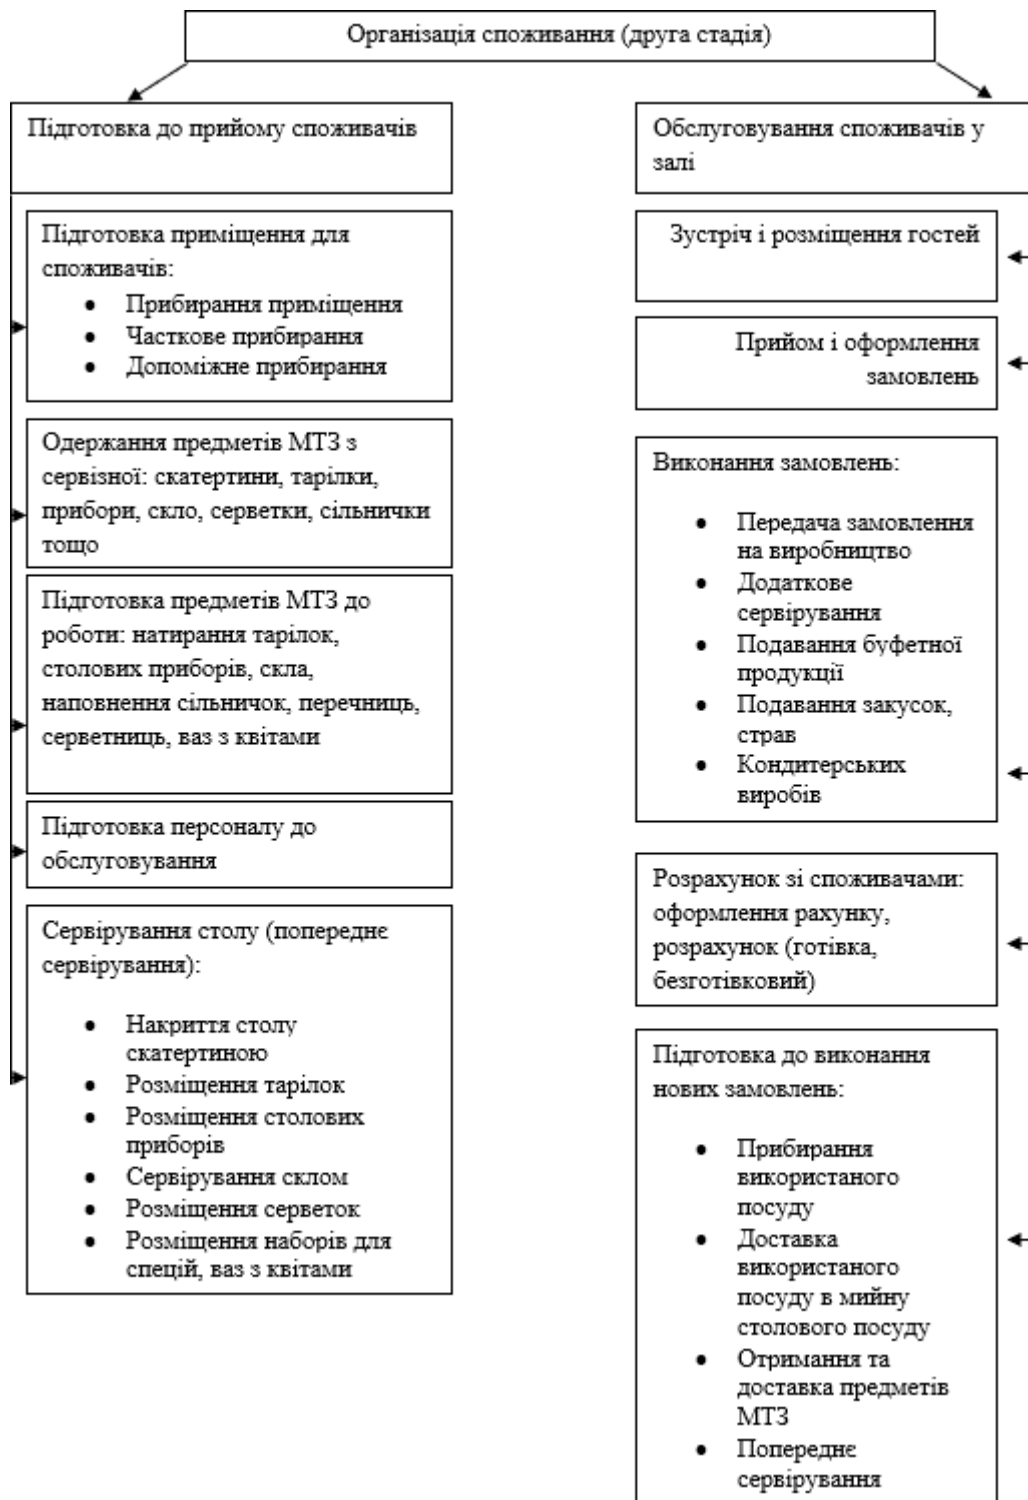 Організація споживання (друга стадія)
Підготовка до прийому споживачів
Підготовка приміщення для
споживачів:
• Прибирання приміщення
• Часткове прибирання
• Допоміжне прибирання
Одержання предметів МТЗ з
сервізної: скатертини, тарілки,
прибори, скло, серветки, сільнички
тощо
Підготовка предметів МТЗ до
роботи: натирання тарілок,
столових приборів, скла,
наповнення сільничок, перечниць,
серветниць, ваз з квітами
Підготовка персоналу до
обслуговування
Сервірування столу (попереднє
сервірування):
• Накриття столу
скатертиною
• Розміщення тарілок
• Розміщення столових
приборів
• Сервірування склом
• Розміщення серветок
• Розміщення наборів для
спецій, ваз з квітами
Обслуговування споживачів у
залі
Зустріч і розміщення гостей
Прийом і оформлення
замовлень
Виконання замовлень:
• Передача замовлення
на виробництво
• Додаткове
сервірування
• Подавання буфетної
продукції
• Подавання закусок,
страв
• Кондитерських
виробів
Розрахунок зі споживачами:
оформлення рахунку,
розрахунок (готівка,
безготівковий)
Підготовка до виконання
нових замовлень:
• Прибирання
використаного
посуду
• Доставка
використаного
посуду в мийну
столового посуду
• Отримання та
доставка предметів
МТЗ
• Попереднє
сервірування